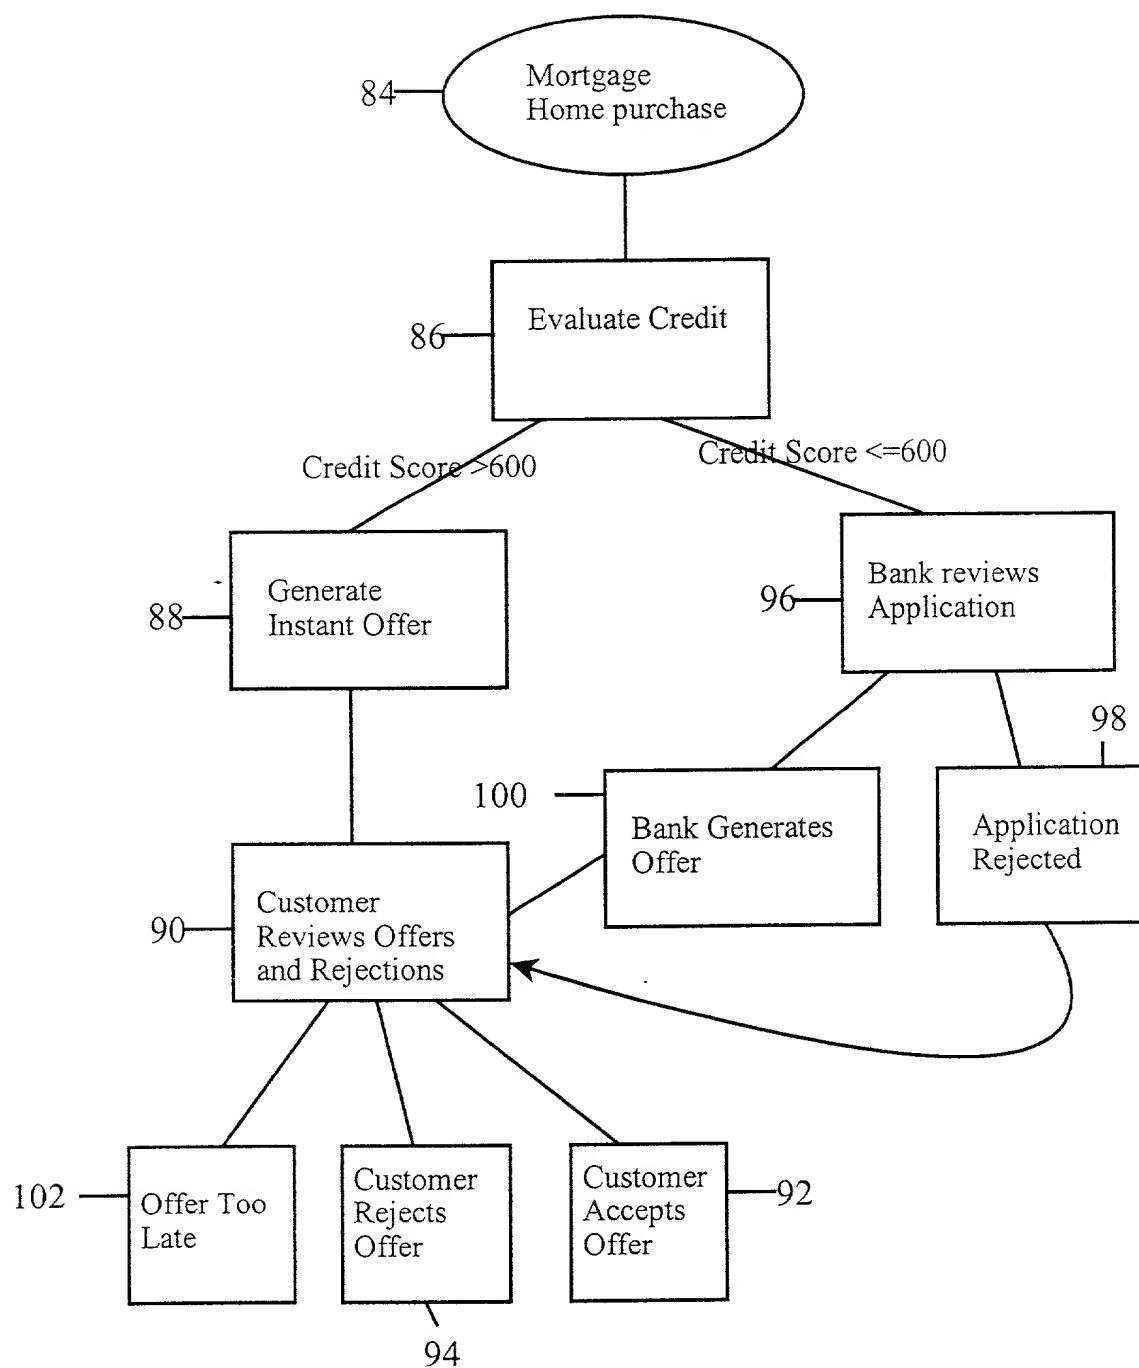 84
Mortgage
Home purchase
86
Evaluate Credit
Credit Score >600
Credit Score <=600
88
Generate
Instant Offer
96
Bank reviews
Application
98
100
Bank Generates
Offer
Application
Rejected
90
Customer
Reviews Offers
and Rejections
102
Offer Too
Late
Customer
Rejects
Offer
Customer
Accepts
Offer
92
94